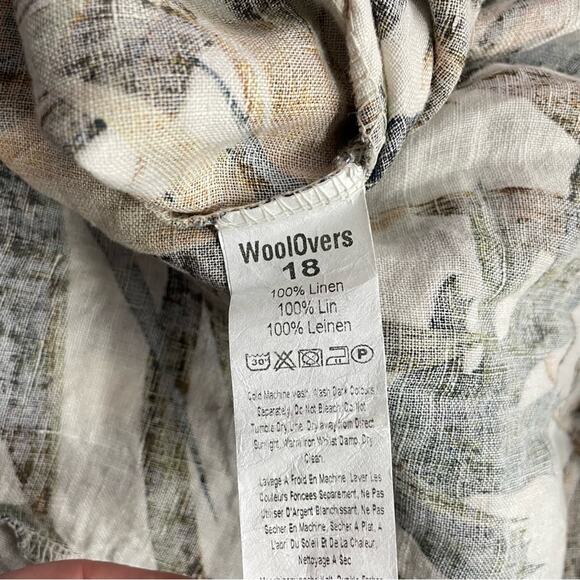 WoolOvers
18
100% Linen
100% Lin
100% Leinen
30° P
Cold Machine Wash, Wash Dark Colours
Separately, Do Not Bleach, Do Not
Tumble Dry, Line Dry away from Direct
Sunlight, Warm Iron Whilst Damp, Dry
Clean.
Lavage A Froid En Machine, Laver Les
Couleurs Foncees Separement, Ne Pas
Utiliser D'Argent Blanchissant, Ne Pas
Secher En Machine, Secher A Plat, A
L'abri Du Soleil Et De La Chaleur,
Nettoyage A Sec